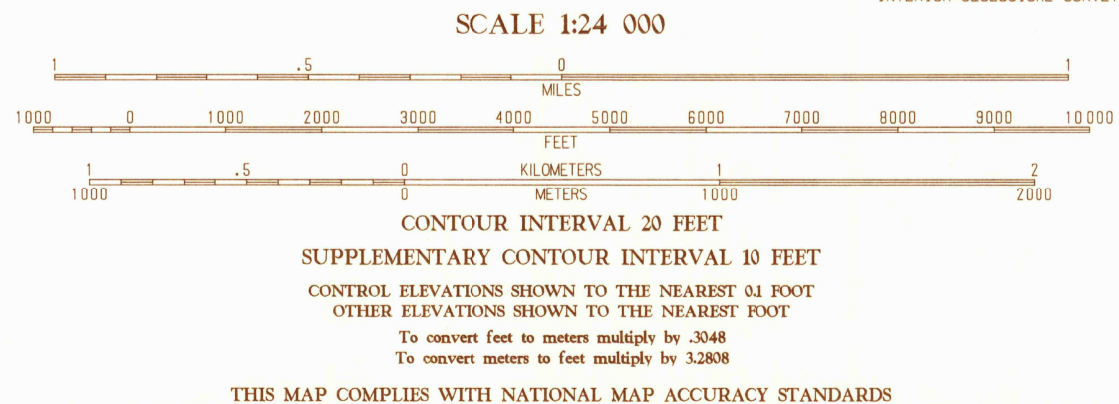 SCALE 1:24 000
1 .5 0 1
MILES
1000 0 1000 2000 3000 4000 5000 6000 7000 8000 9000 10 000
FEET
1 .5 0 KILOMETERS 1 2
1000 0 METERS 1000 2000
CONTOUR INTERVAL 20 FEET
SUPPLEMENTARY CONTOUR INTERVAL 10 FEET
CONTROL ELEVATIONS SHOWN TO THE NEAREST 0.1 FOOT
OTHER ELEVATIONS SHOWN TO THE NEAREST FOOT
To convert feet to meters multiply by .3048
To convert meters to feet multiply by 3.2808
THIS MAP COMPLIES WITH NATIONAL MAP ACCURACY STANDARDS